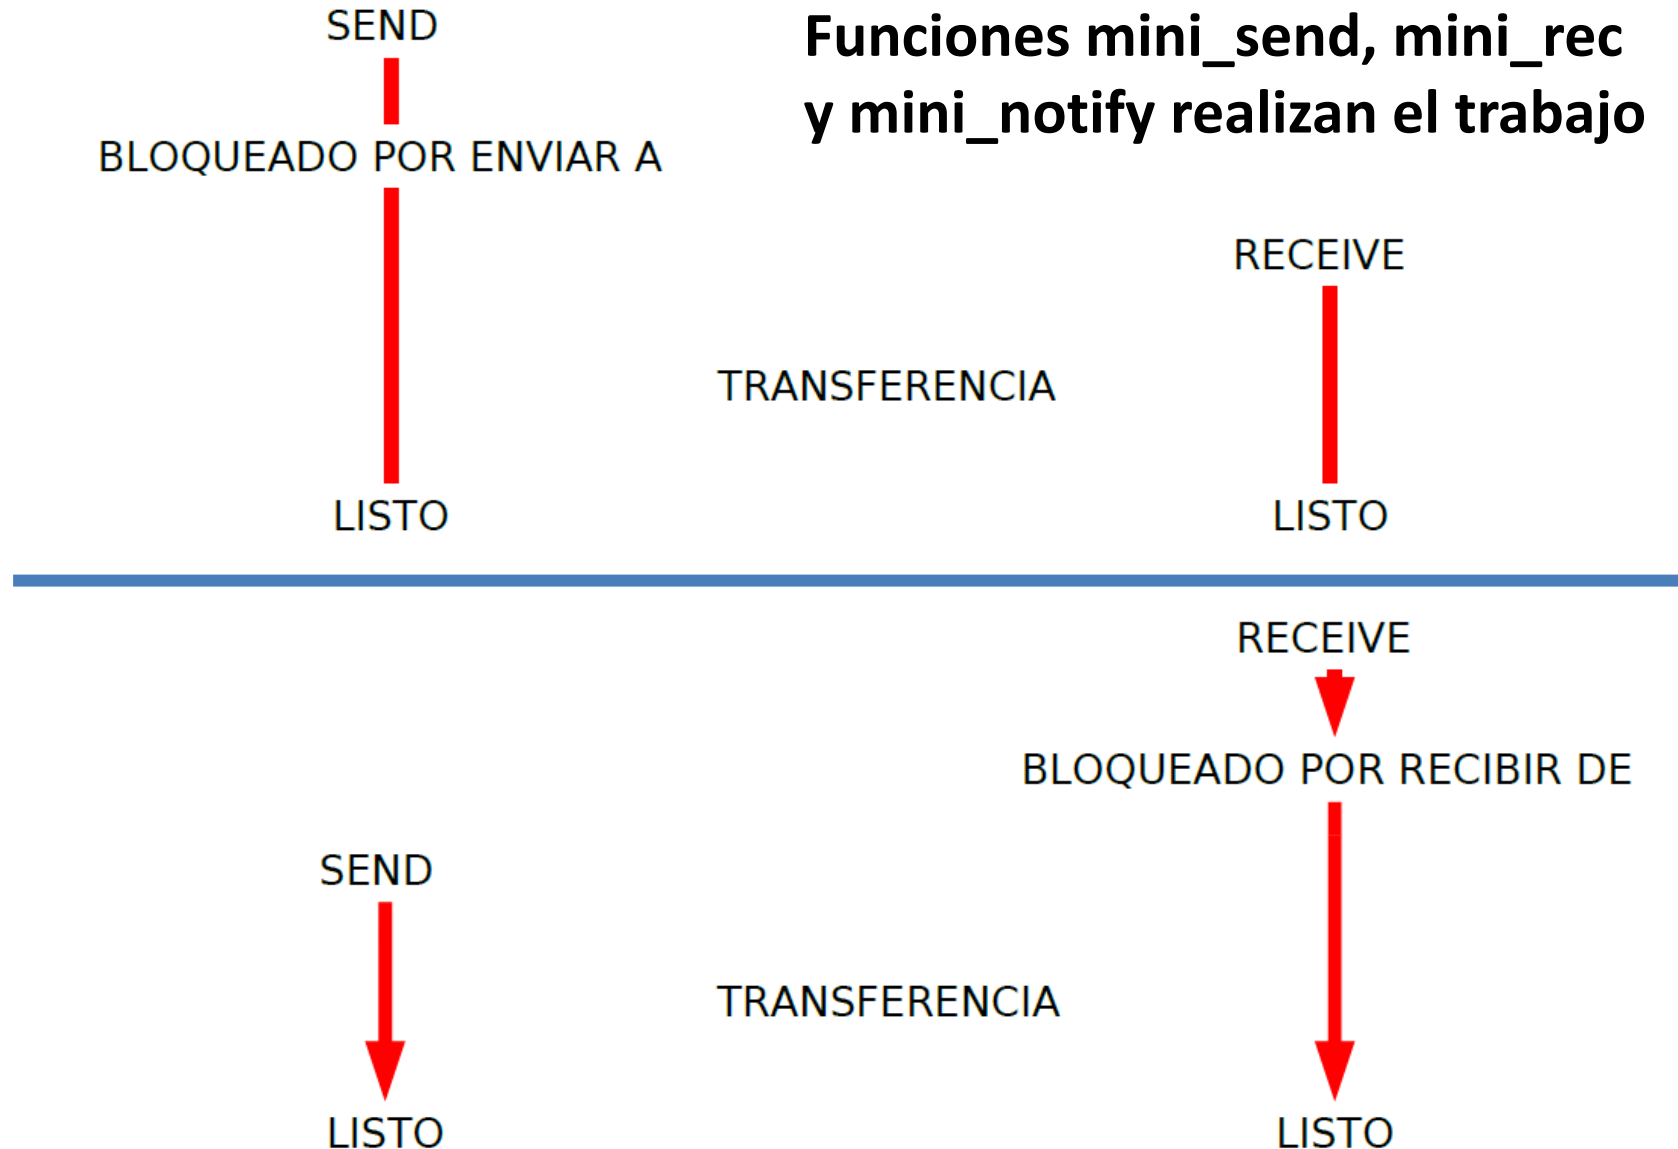 SEND
Funciones mini_send, mini_rec
y mini_notify realizan el trabajo
BLOQUEADO POR ENVIAR A
RECEIVE
TRANSFERENCIA
LISTO
LISTO
RECEIVE
BLOQUEADO POR RECIBIR DE
SEND
TRANSFERENCIA
LISTO
LISTO